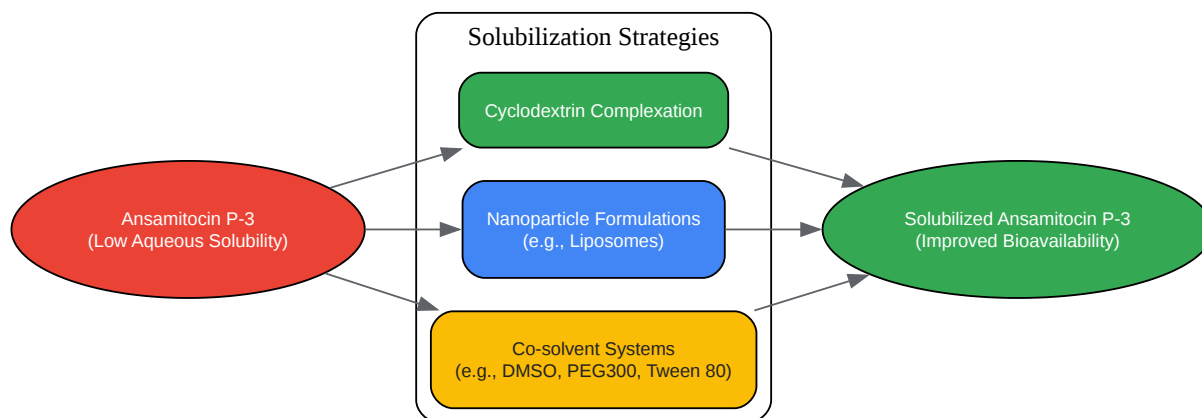 Solubilization Strategies
Cyclodextrin Complexation
Ansamitocin P-3
(Low Aqueous Solubility)
Nanoparticle Formulations
(e.g., Liposomes)
Solubilized Ansamitocin P-3
(Improved Bioavailability)
Co-solvent Systems
(e.g., DMSO, PEG300, Tween 80)